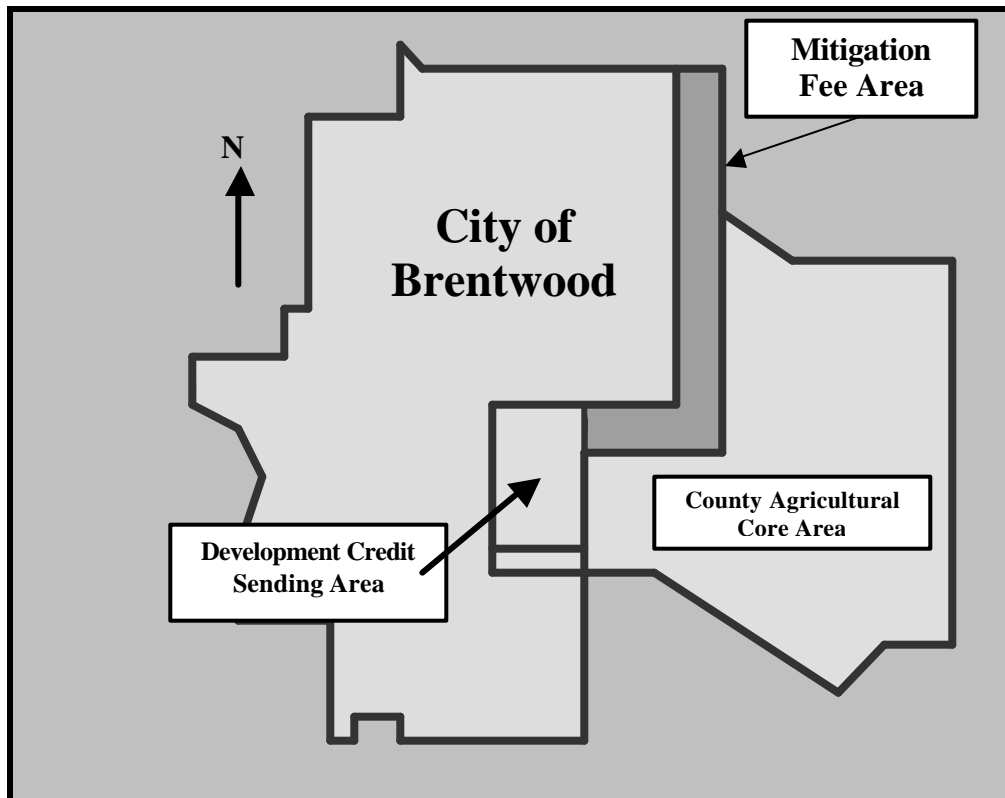 Mitigation
Fee Area
N
City of
Brentwood
County Agricultural
Core Area
Development Credit
Sending Area